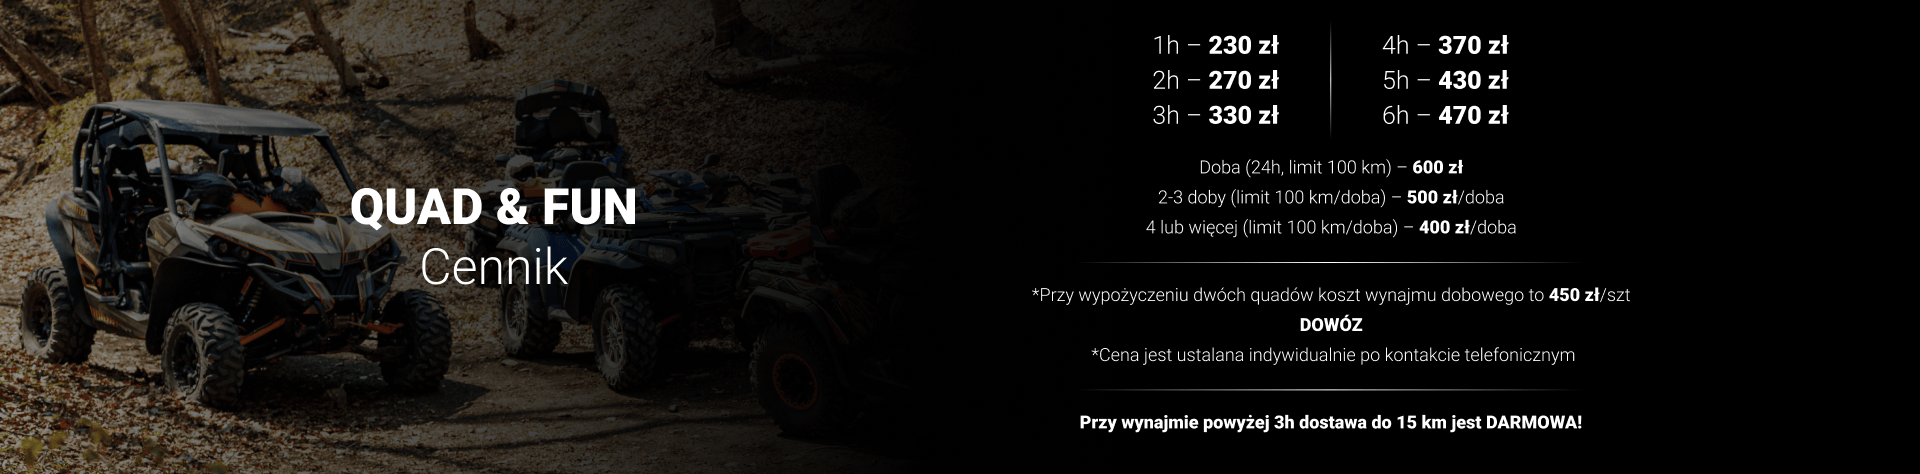 QUAD & FUN
Cennik
1h – 230 zł
2h – 270 zł
3h – 330 zł
4h – 370 zł
5h – 430 zł
6h – 470 zł
Doba (24h, limit 100 km) – 600 zł
2-3 doby (limit 100 km/doba) – 500 zł/doba
4 lub więcej (limit 100 km/doba) – 400 zł/doba
*Przy wypożyczeniu dwóch quadów koszt wynajmu dobowego to 450 zł/szt
DOWÓZ
*Cena jest ustalana indywidualnie po kontakcie telefonicznym
Przy wynajmie powyżej 3h dostawa do 15 km jest DARMOWA!